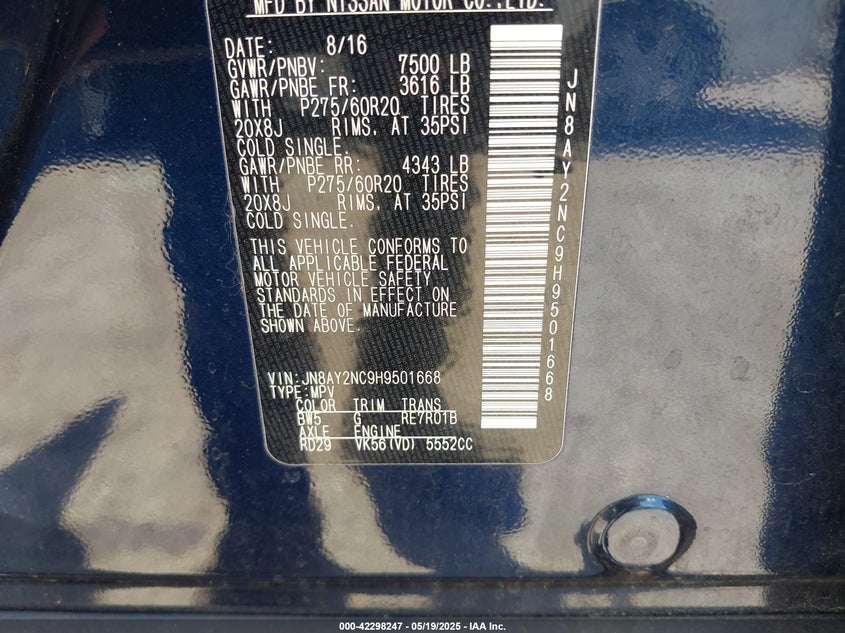 MFD BY NISSAN MOTOR CO.,LTD.
DATE: 8/16
GVWR/PNBV: 7500 LB
GAWR/PNBE FR: 3616 LB
WITH P275/60R20 TIRES
20X8J RIMS, AT 35PSI
COLD SINGLE.
GAWR/PNBE RR: 4343 LB
WITH P275/60R20 TIRES
20X8J RIMS, AT 35PSI
COLD SINGLE.
THIS VEHICLE CONFORMS TO
ALL APPLICABLE FEDERAL
MOTOR VEHICLE SAFETY
STANDARDS IN EFFECT ON
THE DATE OF MANUFACTURE
SHOWN ABOVE.
VIN:JN8AY2NC9H9501668
TYPE:MPV
COLOR TRIM TRANS
BW5 G RE7R01B
AXLE ENGINE
RD29 VK56(VD) 5552CC
JN8AY2NC9H9501668
000-42298247 - 05/19/2025 - IAA Inc.